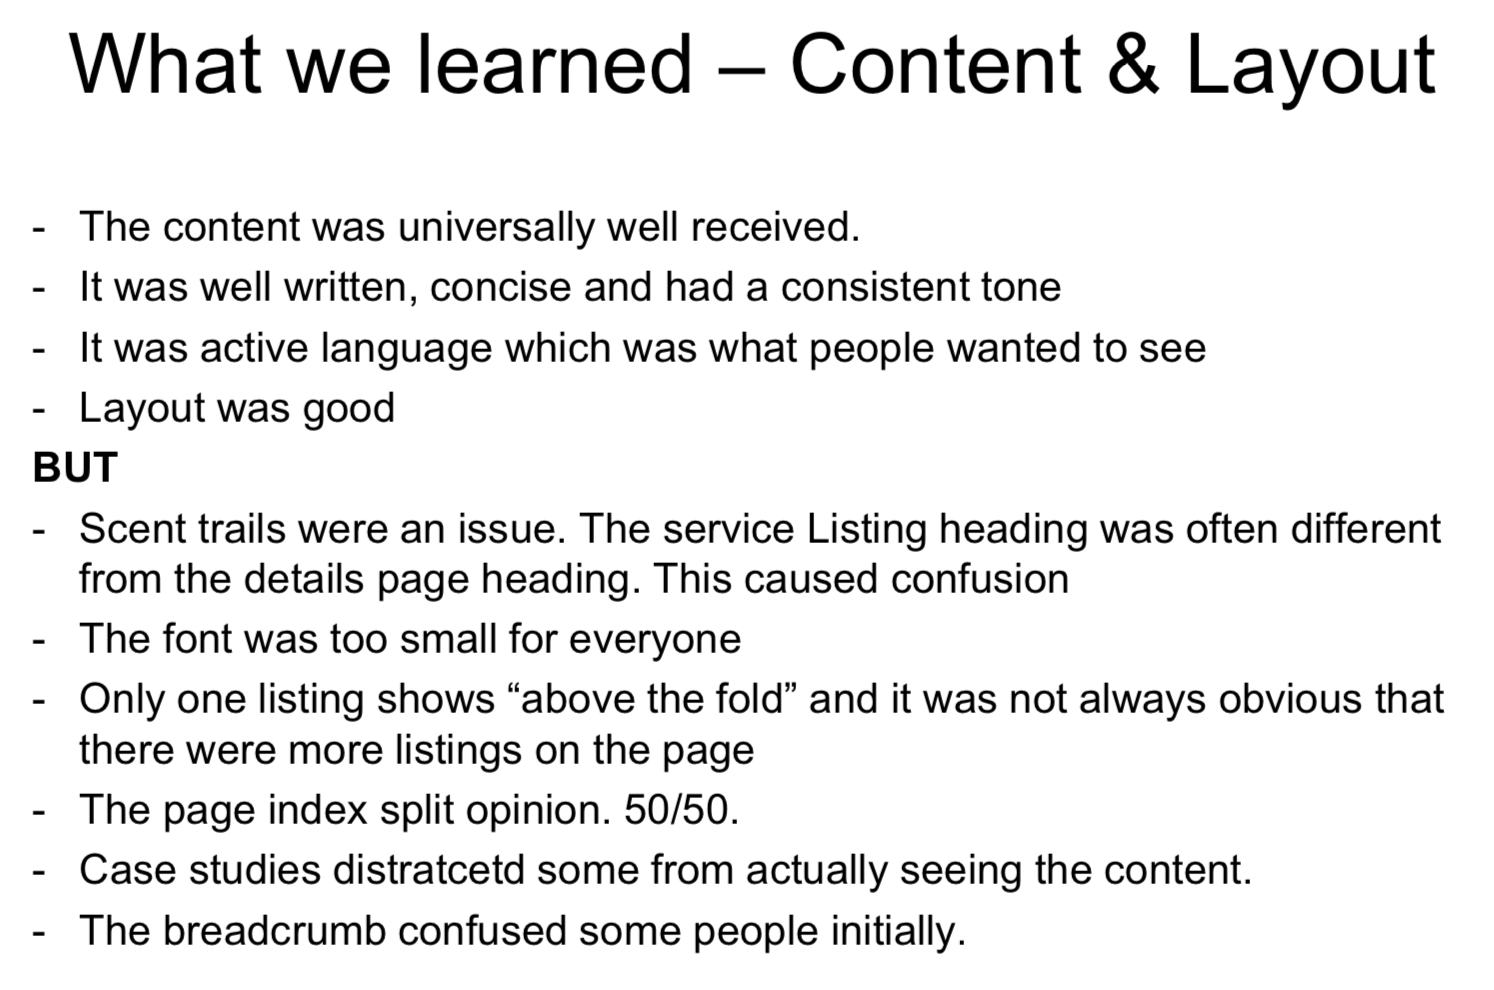 What we learned – Content & Layout
- The content was universally well received.
- It was well written, concise and had a consistent tone
- It was active language which was what people wanted to see
- Layout was good
BUT
- Scent trails were an issue. The service Listing heading was often different
from the details page heading. This caused confusion
- The font was too small for everyone
- Only one listing shows “above the fold” and it was not always obvious that
there were more listings on the page
- The page index split opinion. 50/50.
- Case studies distratcetd some from actually seeing the content.
- The breadcrumb confused some people initially.